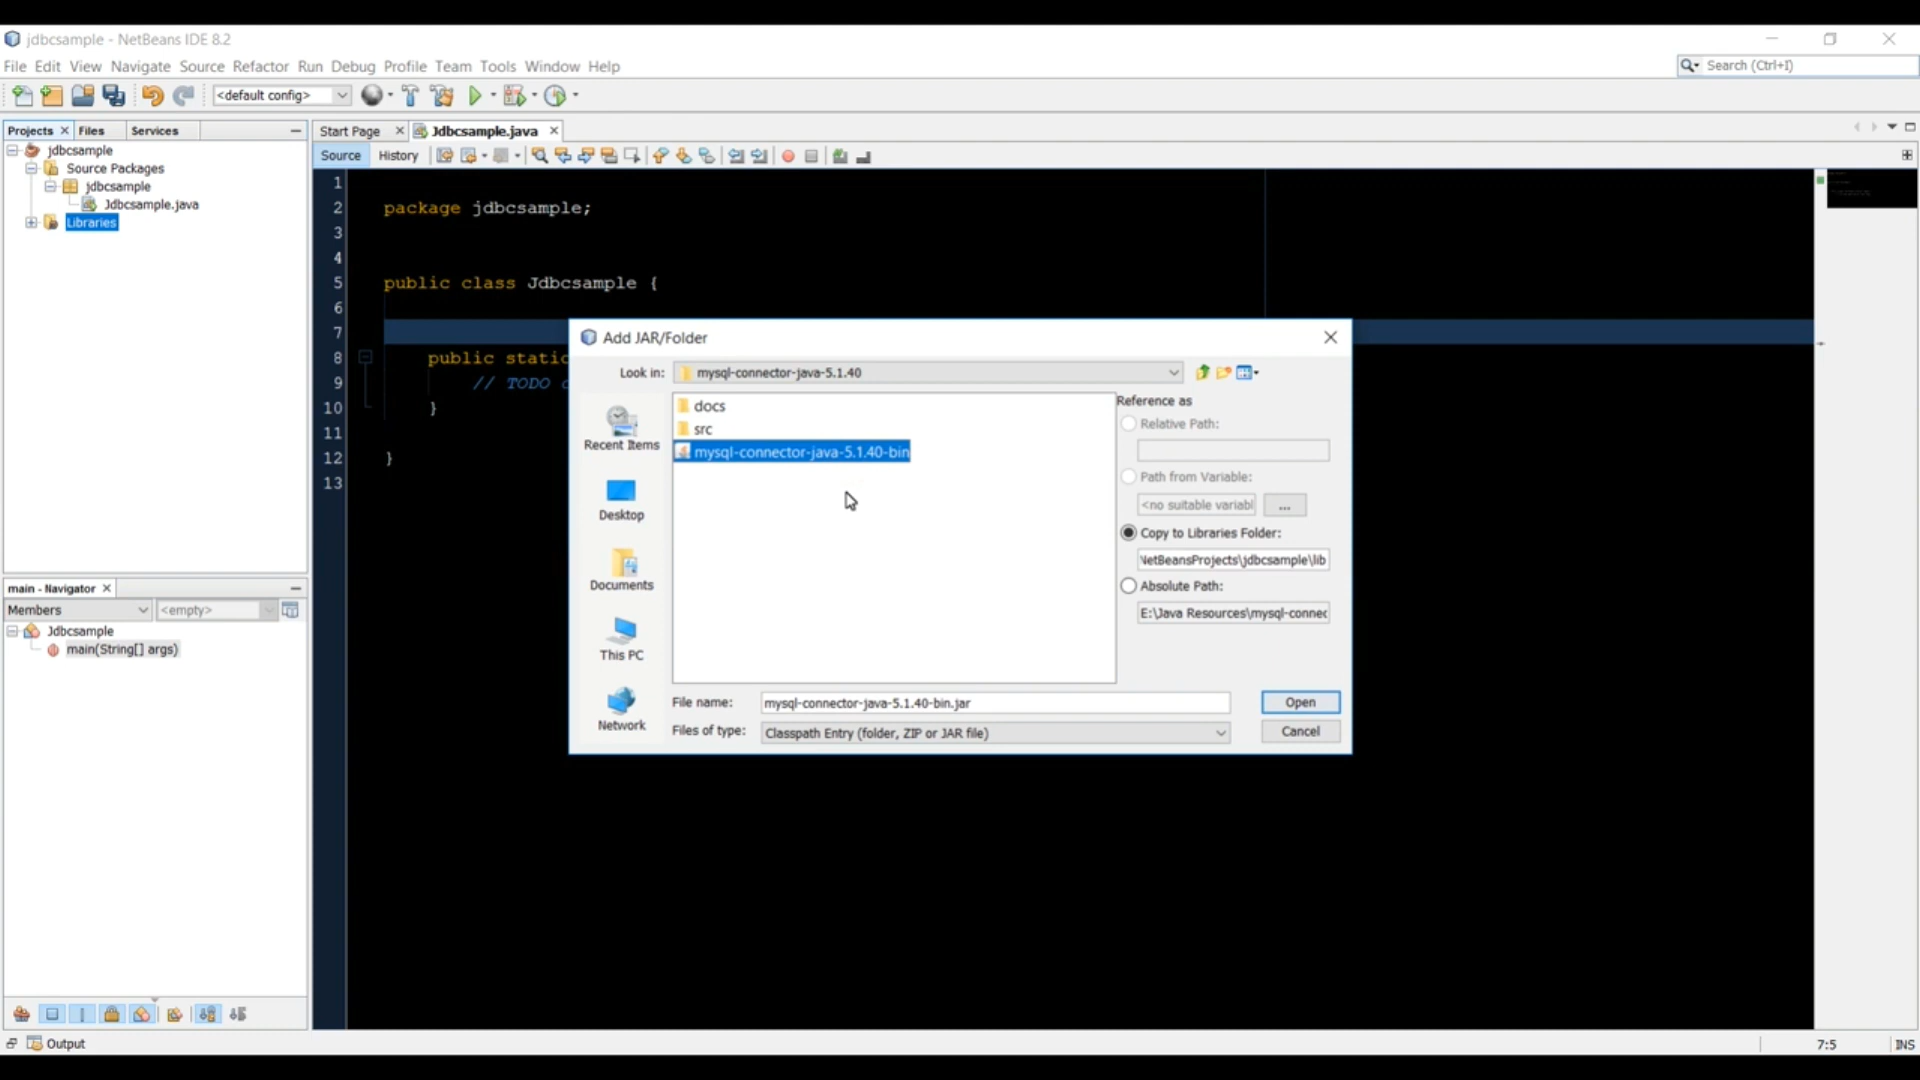 jdbcsample - NetBeans IDE 8.2
File Edit View Navigate Source Refactor Run Debug Profile Team Tools Window Help
Search (Ctrl+I)
<default config>
Projects Files Services
Start Page Jdbcsample.java
jdbcsample
Source Packages
jdbcsample
Jdbcsample.java
Libraries
Source History
1
2 package jdbcsample;
3
4
5 public class Jdbcsample {
6
7
8 public static
9 // TODO
10 }
11
12 }
13
Add JAR/Folder
Look in: mysql-connector-java-5.1.40
Recent Items
Desktop
Documents
This PC
Network
docs
src
mysql-connector-java-5.1.40-bin
Reference as
Relative Path:
Path from Variable:
<no suitable variabl ...
Copy to Libraries Folder:
\NetBeansProjects\jdbcsample\lib
Absolute Path:
E:\Java Resources\mysql-connec
File name: mysql-connector-java-5.1.40-bin.jar
Open
Files of type: Classpath Entry (folder, ZIP or JAR file)
Cancel
main - Navigator
Members <empty>
Jdbcsample
main(String[] args)
Output
7:5 INS